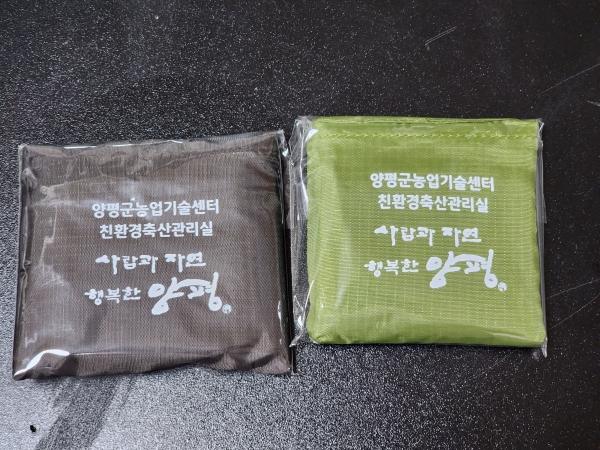 양평군농업기술센터
친환경축산관리실
사람과 자연
행복한 양평
양평군농업기술센터
친환경축산관리실
사람과 자연
행복한 양평